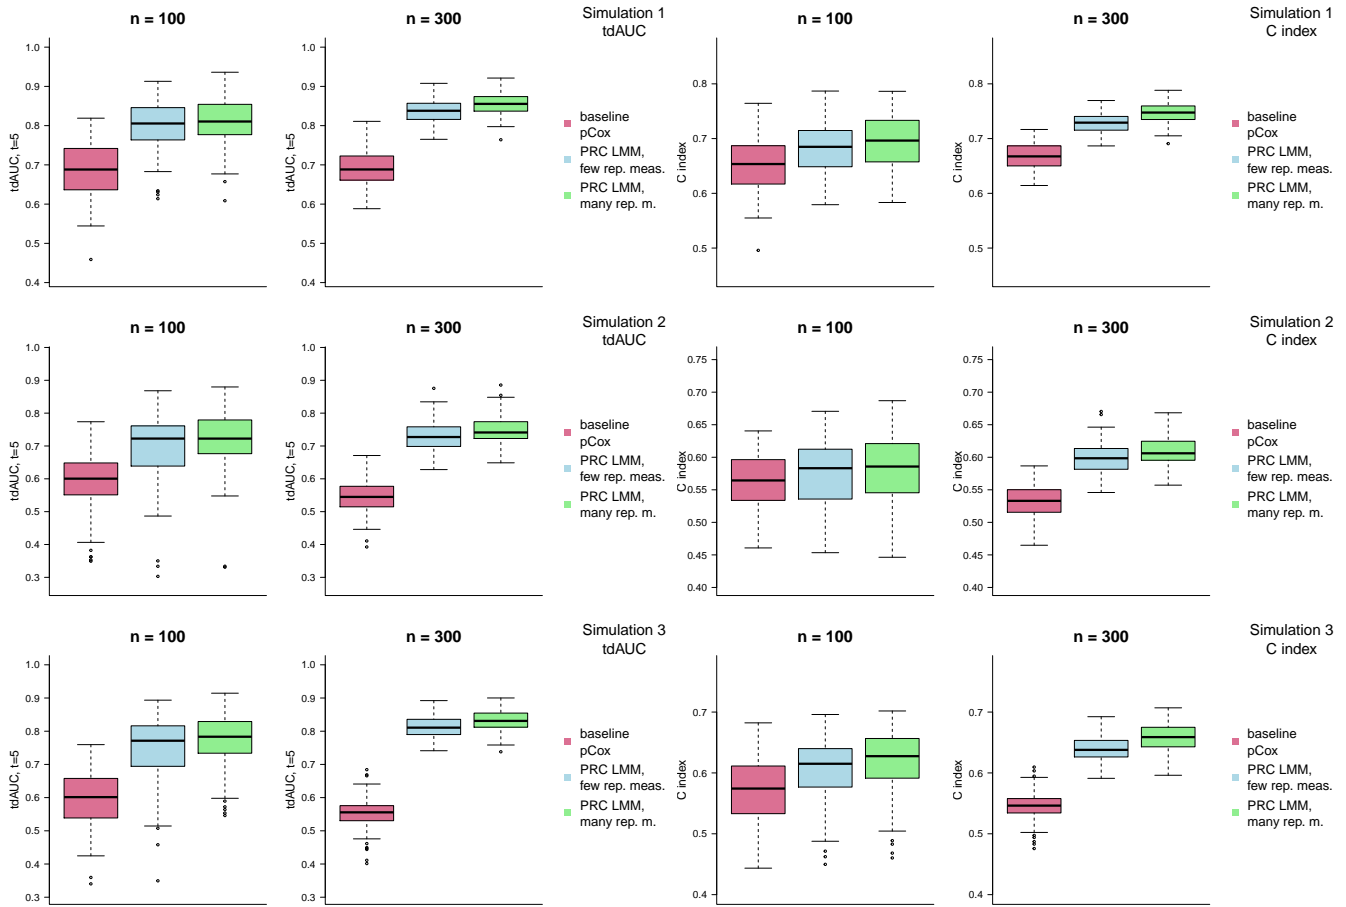 n = 100
n = 300
Simulation 1
tdAUC
tdAUC, t=5
1.0
0.9
0.8
0.7
0.6
0.5
0.4
1.0
0.9
0.8
0.7
0.6
0.5
0.4
tdAUC, t=5
baseline
pCox
PRC LMM,
few rep. meas.
PRC LMM,
many rep. m.
n = 100
n = 300
Simulation 1
C index
C index
0.8
0.7
0.6
0.5
C index
0.8
0.7
0.6
0.5
baseline
pCox
PRC LMM,
few rep. meas.
PRC LMM,
many rep. m.
n = 100
n = 300
Simulation 2
tdAUC
tdAUC, t=5
1.0
0.9
0.8
0.7
0.6
0.5
0.4
0.3
tdAUC, t=5
1.0
0.9
0.8
0.7
0.6
0.5
0.4
0.3
baseline
pCox
PRC LMM,
few rep. meas.
PRC LMM,
many rep. m.
n = 100
n = 300
Simulation 2
C index
C index
0.75
0.70
0.65
0.60
0.55
0.50
0.45
0.40
C index
0.75
0.70
0.65
0.60
0.55
0.50
0.45
0.40
baseline
pCox
PRC LMM,
few rep. meas.
PRC LMM,
many rep. m.
n = 100
n = 300
Simulation 3
tdAUC
tdAUC, t=5
1.0
0.9
0.8
0.7
0.6
0.5
0.4
0.3
tdAUC, t=5
1.0
0.9
0.8
0.7
0.6
0.5
0.4
0.3
baseline
pCox
PRC LMM,
few rep. meas.
PRC LMM,
many rep. m.
n = 100
n = 300
Simulation 3
C index
C index
0.7
0.6
0.5
0.4
C index
0.7
0.6
0.5
0.4
baseline
pCox
PRC LMM,
few rep. meas.
PRC LMM,
many rep. m.